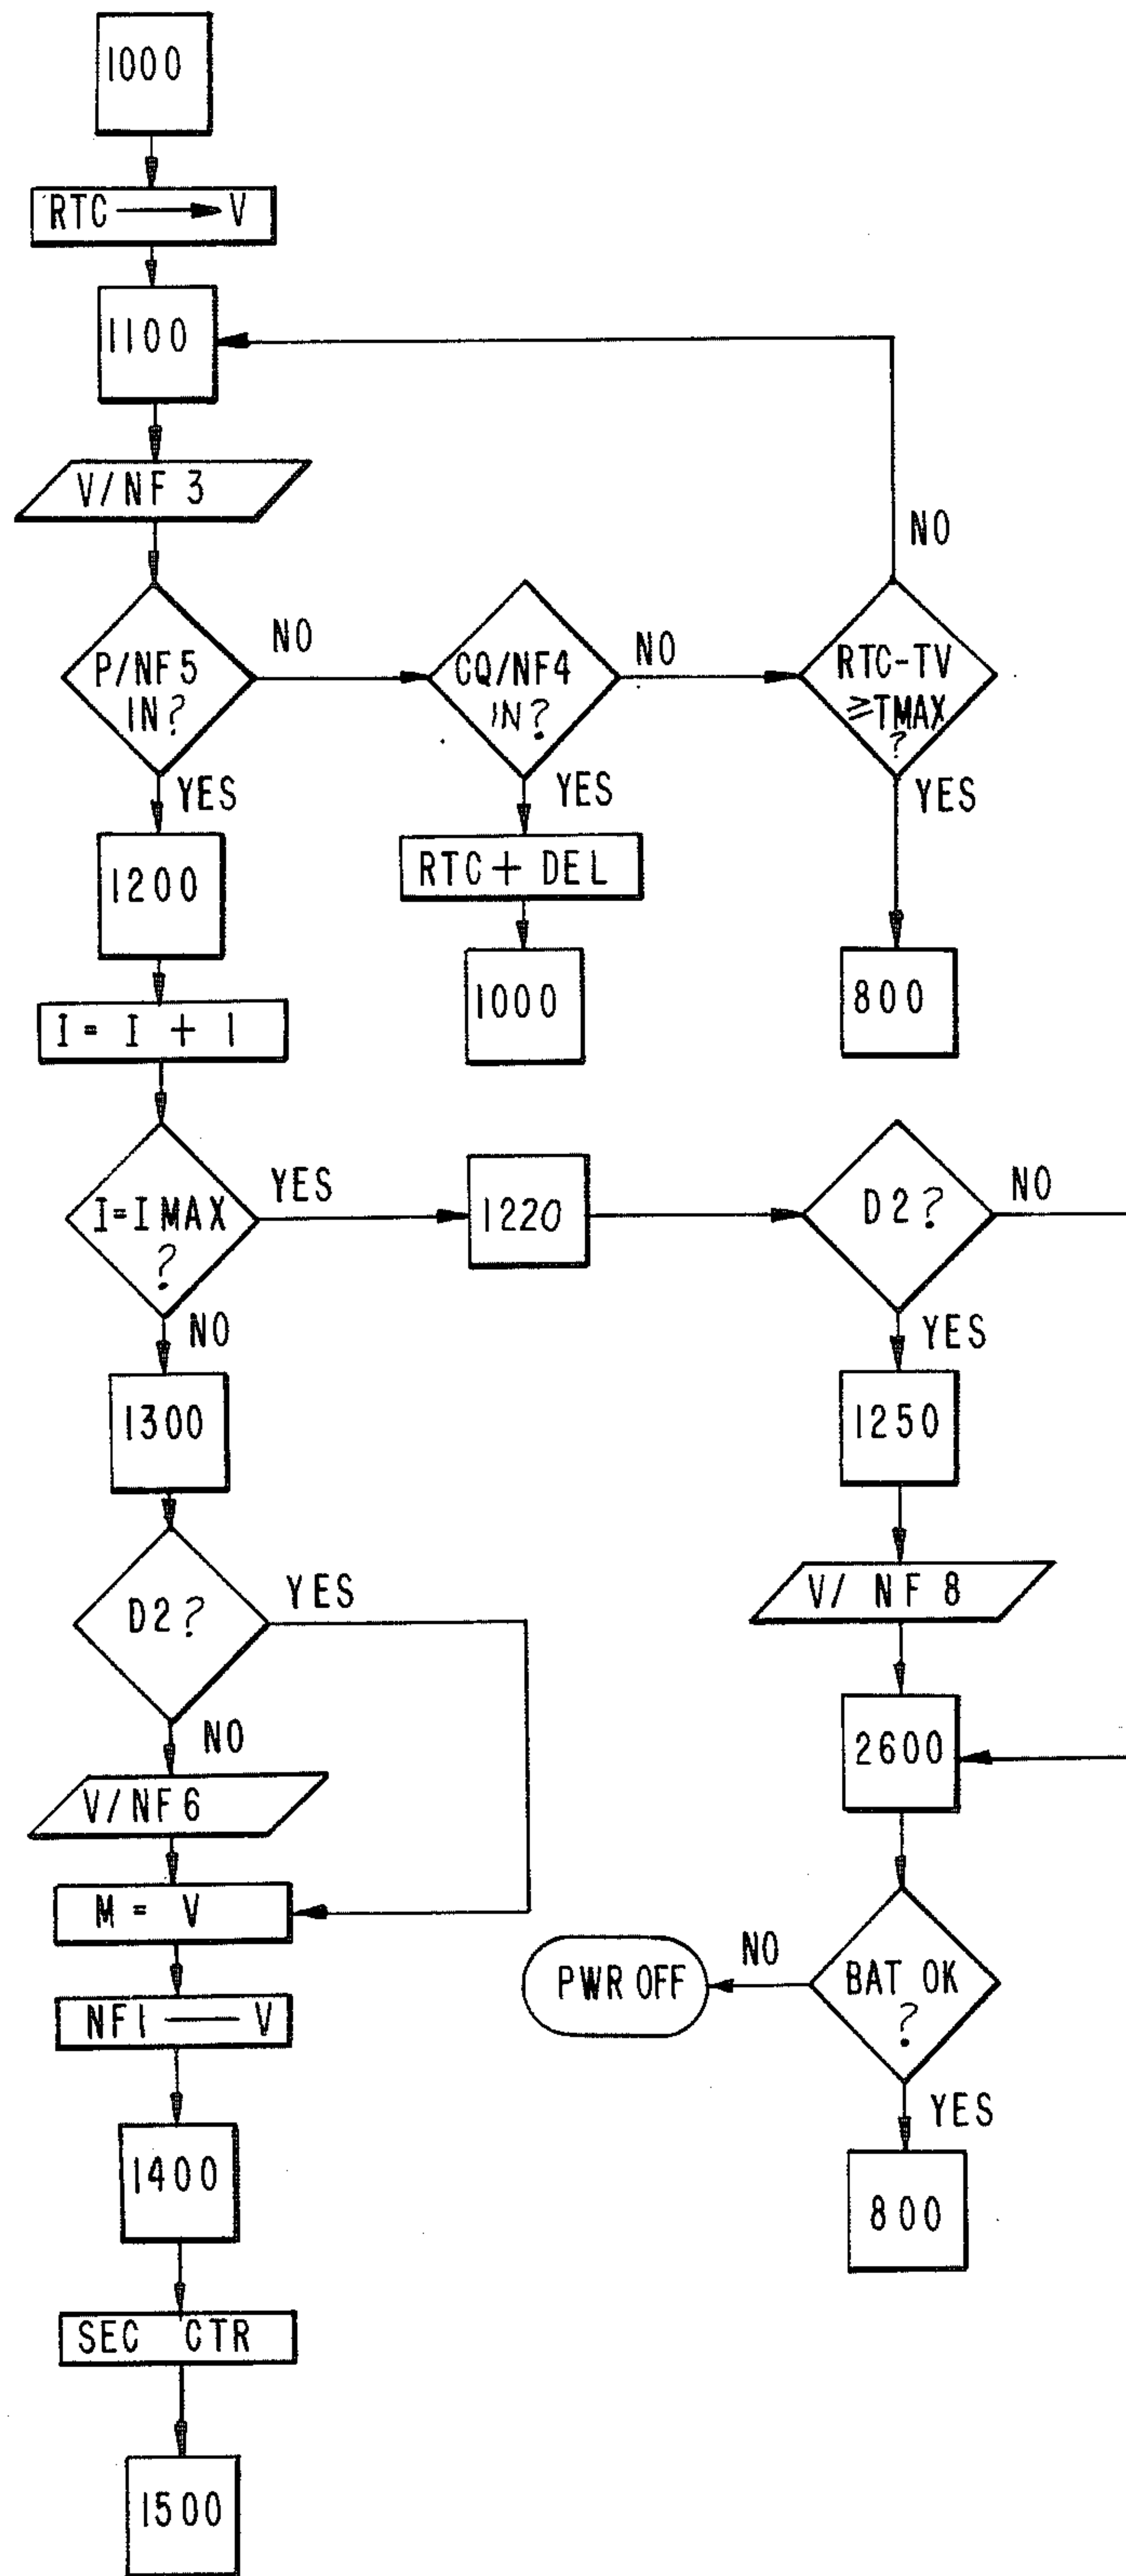 1000
RTC → V
1100
V/NF 3
NO
P/NF5
IN?
NO
CQ/NF4
IN?
NO
RTC-TV
≥TMAX
?
YES
YES
YES
1200
RTC + DEL
1000
800
I = I + 1
I=IMAX
?
YES
1220
D2?
NO
NO
YES
1300
1250
D2?
YES
V/ NF 8
NO
2600
V/NF6
M = V
NO
PWR OFF
BAT OK
?
NF1 — V
YES
1400
800
SEC CTR
1500